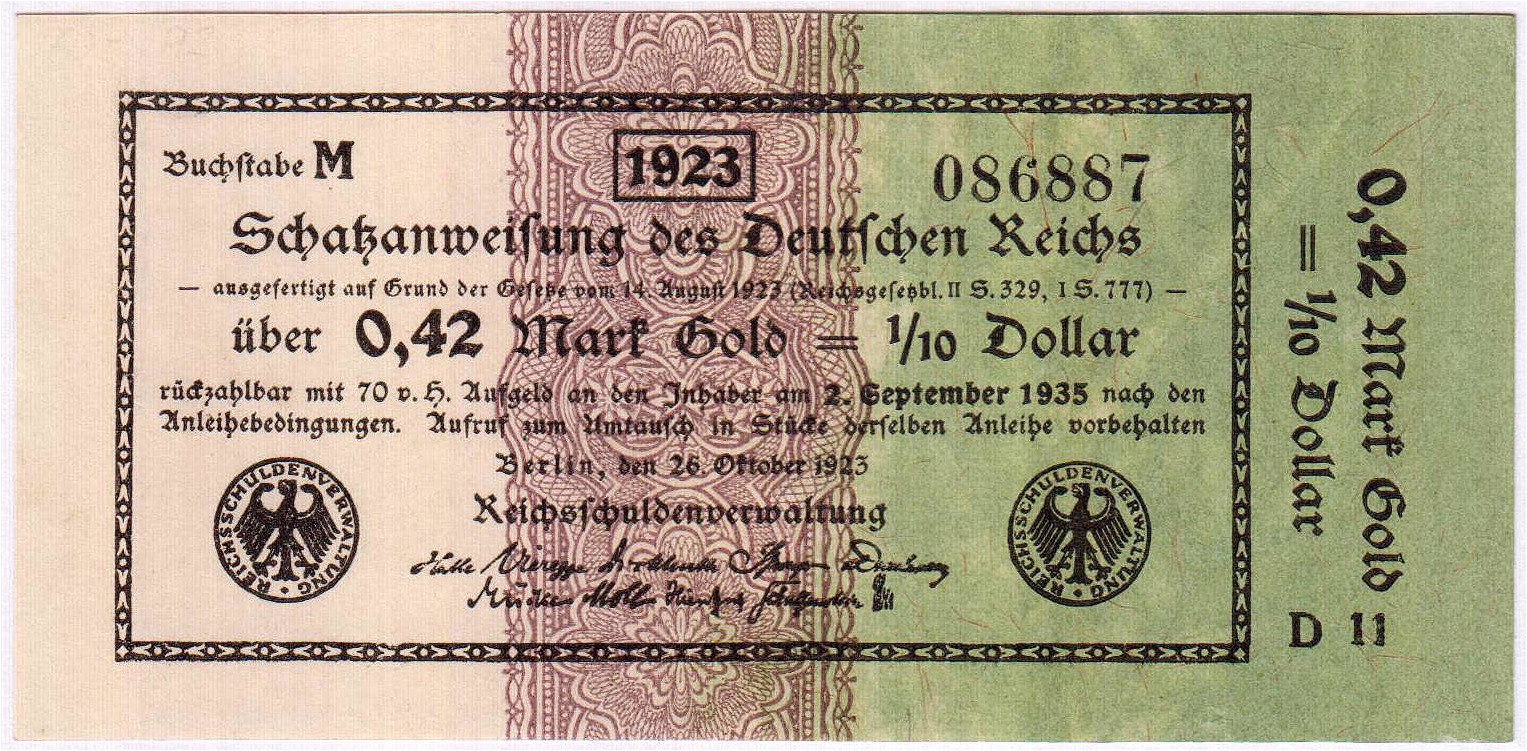 Buchstabe M
1923
086887
Schatzanweisung des Deutschen Reichs
— ausgefertigt auf Grund der Gesetze vom 14. August 1923 (Reichsgesetzbl. II S. 329, I S. 777) —
über 0,42 Mark Gold = 1/10 Dollar
rückzahlbar mit 70 v. H. Aufgeld an den Inhaber am 2. September 1935 nach den
Anleihebedingungen. Aufruf zum Umtausch in Stücke derselben Anleihe vorbehalten
Berlin, den 26. Oktober 1923
Reichsschuldenverwaltung
REICHSSCHULDENVERWALTUNG
REICHSSCHULDENVERWALTUNG
0,42 Mark Gold
= 1/10 Dollar
D 11